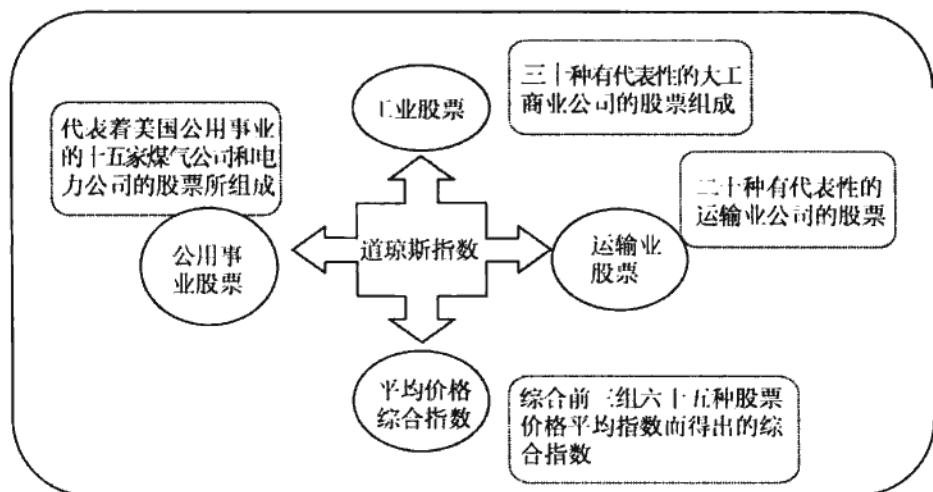 工业股票
三十种有代表性的大工
商业公司的股票组成
代表着美国公用事业
的十五家煤气公司和电
力公司的股票所组成
公用事
业股票
道琼斯指数
运输业
股票
二十种有代表性的
运输业公司的股票
平均价格
综合指数
综合前三组六十五种股票
价格平均指数而得出的综
合指数